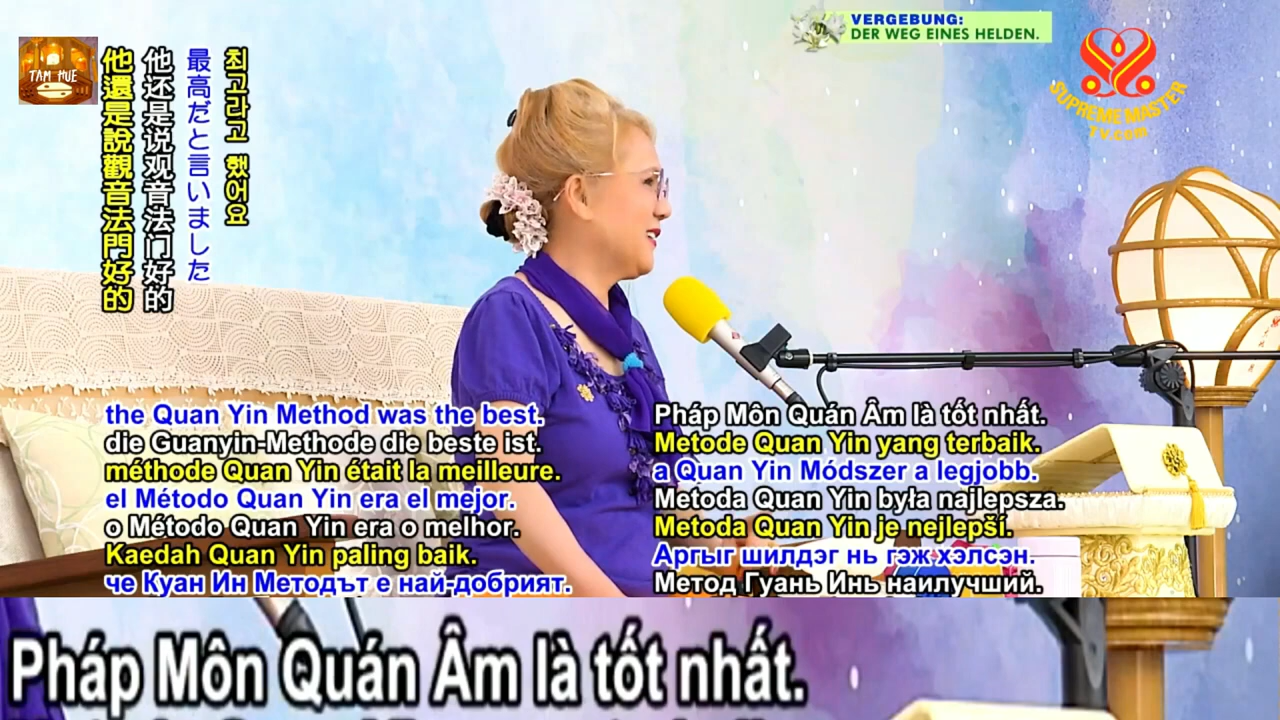 VERGEBUNG:
DER WEG EINES HELDEN.
SUPREME MASTER
TV.com
TAM HUE
최고라고 했어요
最高だと言いました
他还是说观音法门好的
他還是說觀音法門好的
the Quan Yin Method was the best.
die Guanyin-Methode die beste ist.
méthode Quan Yin était la meilleure.
el Método Quan Yin era el mejor.
o Método Quan Yin era o melhor.
Kaedah Quan Yin paling baik.
че Куан Ин Методът е най-добрият.
Pháp Môn Quán Âm là tốt nhất.
Metode Quan Yin yang terbaik.
a Quan Yin Módszer a legjobb.
Metoda Quan Yin była najlepsza.
Metoda Quan Yin je nejlepší.
Аргыг шилдэг нь гэж хэлсэн.
Метод Гуань Инь наилучший.
Pháp Môn Quán Âm là tốt nhất.